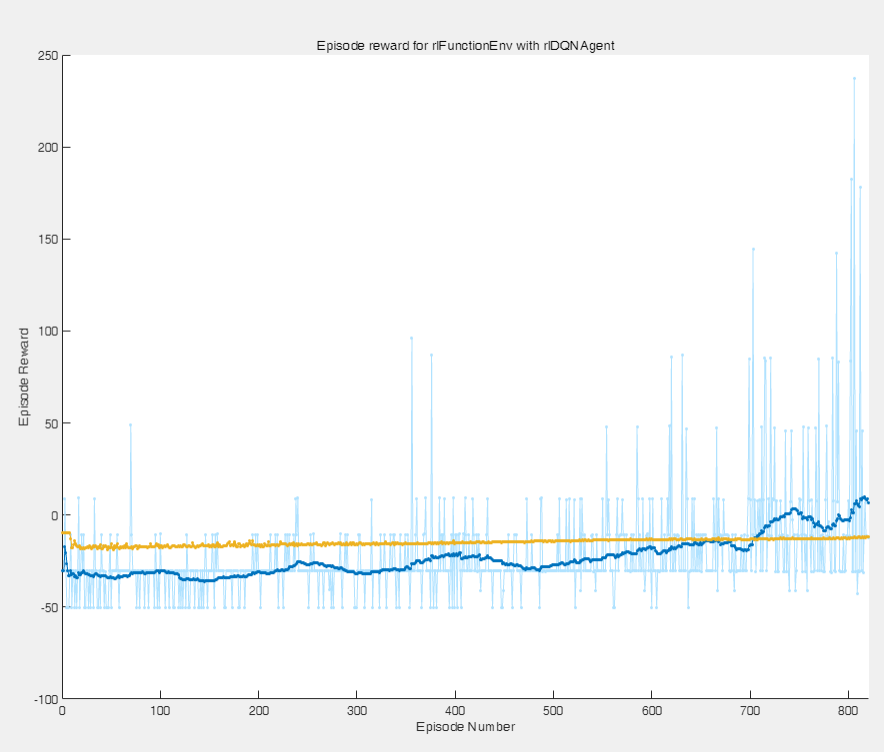 Episode reward for rlFunctionEnv with rlDQNAgent
250
200
150
100
50
0
-50
-100
Episode Reward
0 100 200 300 400 500 600 700 800
Episode Number